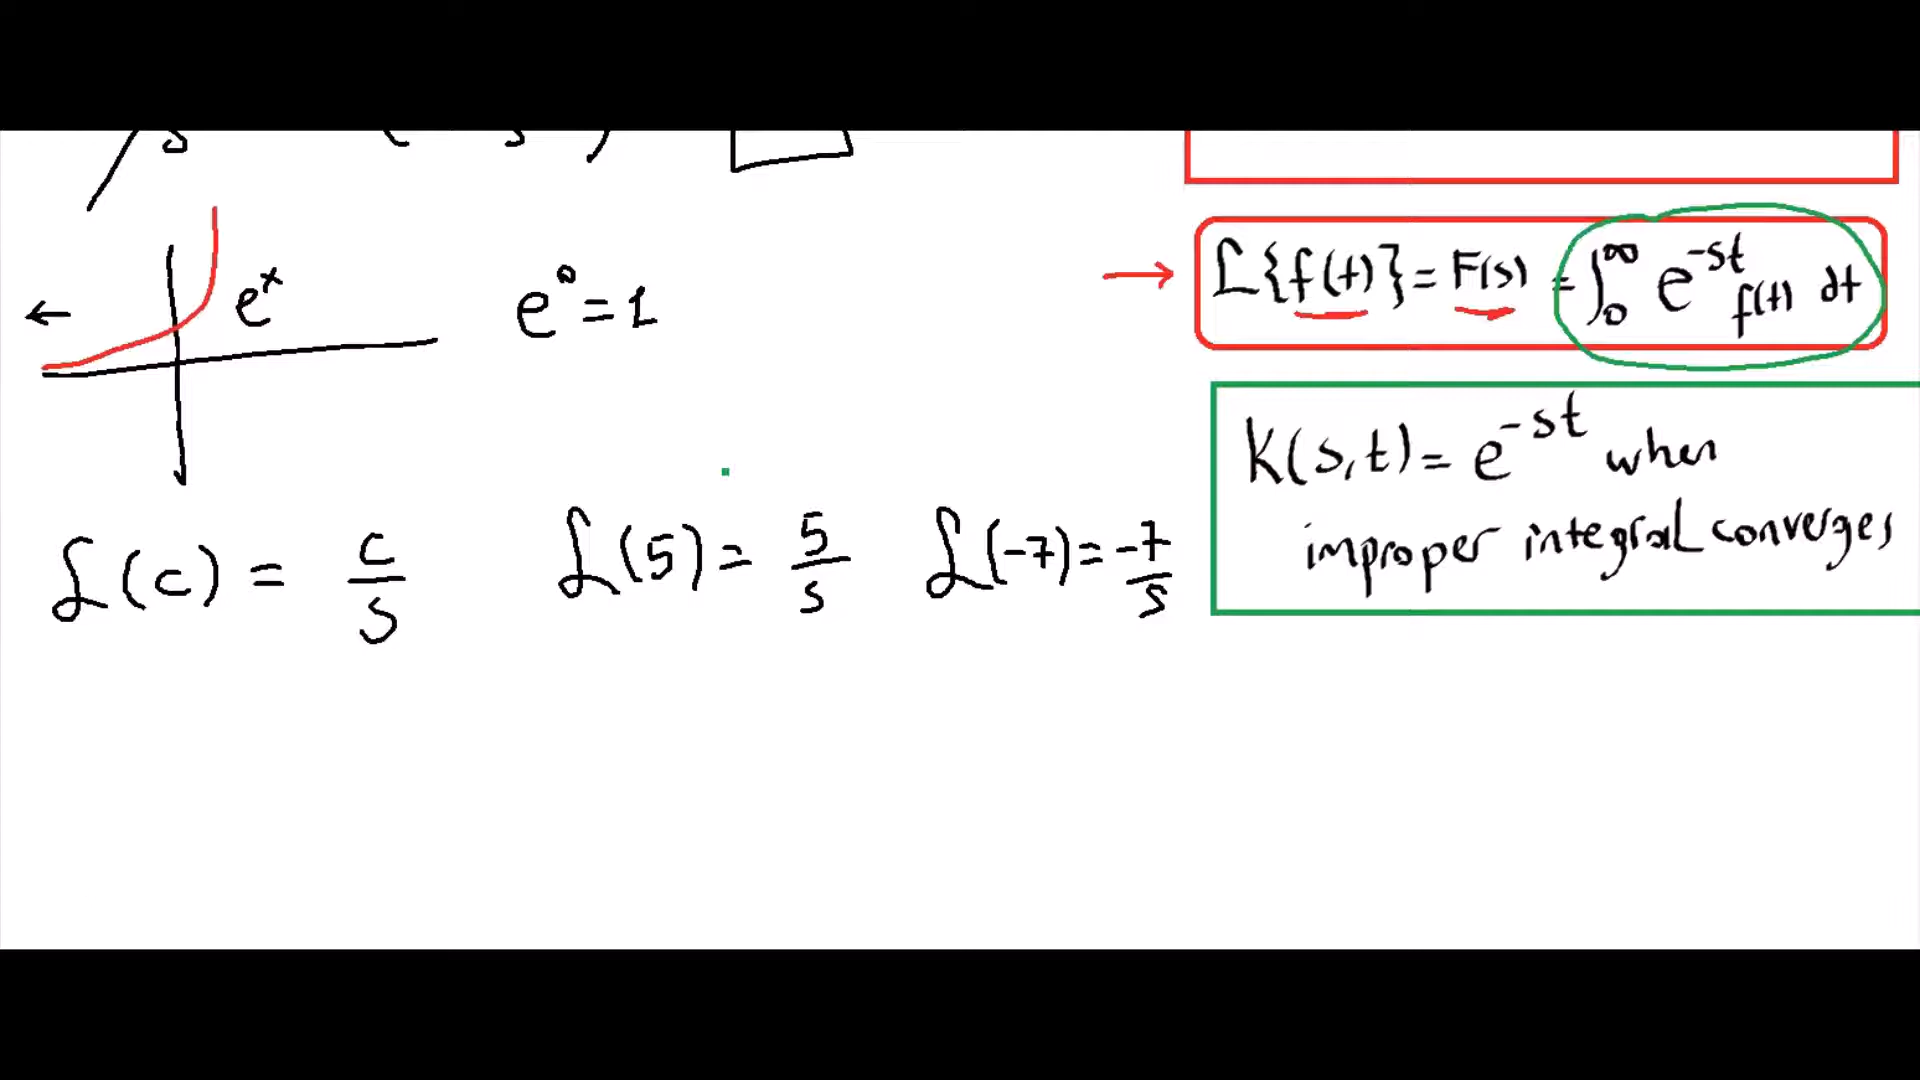 e^x
e^0 = 1
→ ℒ{f(t)} = F(s) = ∫_0^∞ e^{-st} f(t) dt
K(s,t) = e^{-st} when
improper integral converges
ℒ(c) = c/s
ℒ(5) = 5/s
ℒ(-7) = -7/s